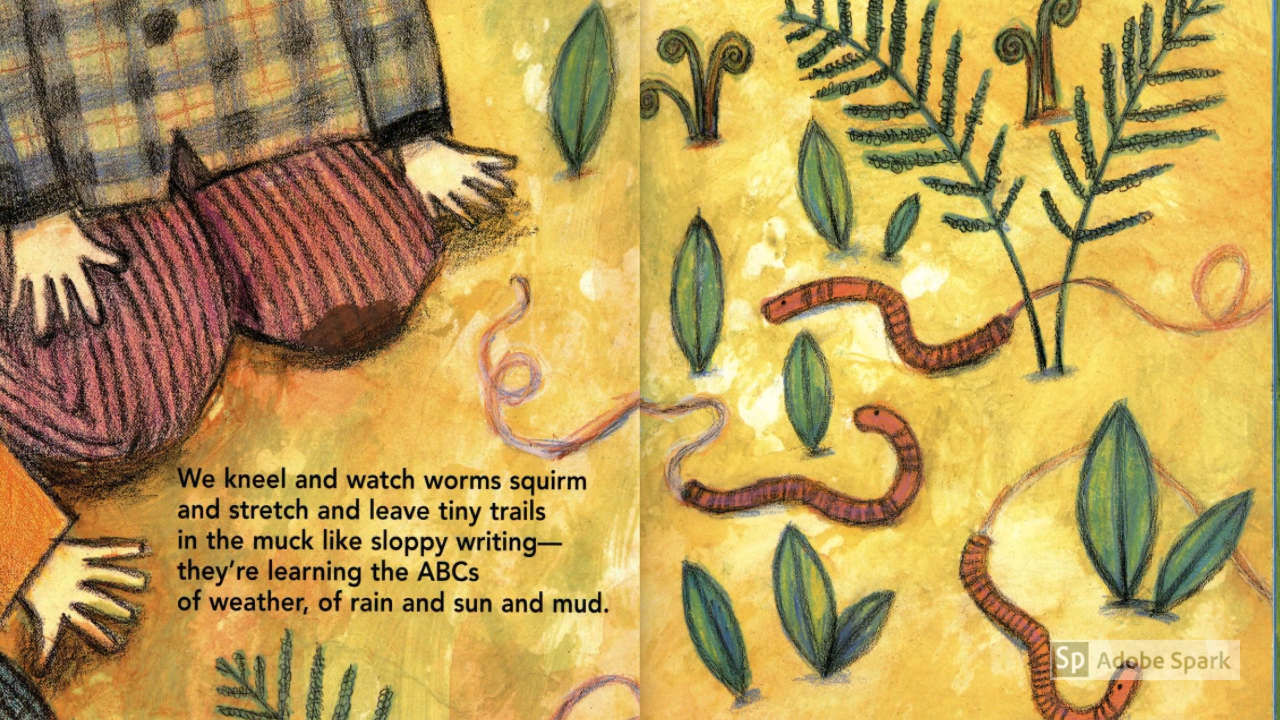 We kneel and watch worms squirm
and stretch and leave tiny trails
in the muck like sloppy writing—
they're learning the ABCs
of weather, of rain and sun and mud.
Sp Adobe Spark